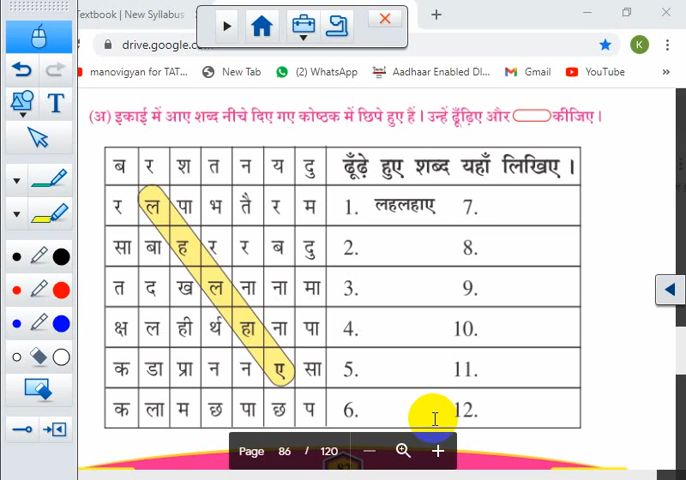 Textbook | New Syllabus
drive.google.co
K
manovigyan for TAT...
New Tab
(2) WhatsApp
Aadhaar Enabled DI...
Gmail
YouTube
»
(अ) इकाई में आए शब्द नीचे दिए गए कोष्ठक में छिपे हुए हैं । उन्हें ढूँढ़िए और कीजिए ।
ब र श त न य दु ढूँढ़े हुए शब्द यहाँ लिखिए ।
र ल पा भ तै र म 1. लहलहाए 7.
सा बा ह र र ब दु 2. 8.
त द ख ल ना ना मा 3. 9.
क्ष ल ही र्थ हा ना पा 4. 10.
क डा प्रा न न ए सा 5. 11.
क ला म छ पा छ प 6. 12.
Page 86 / 120
T